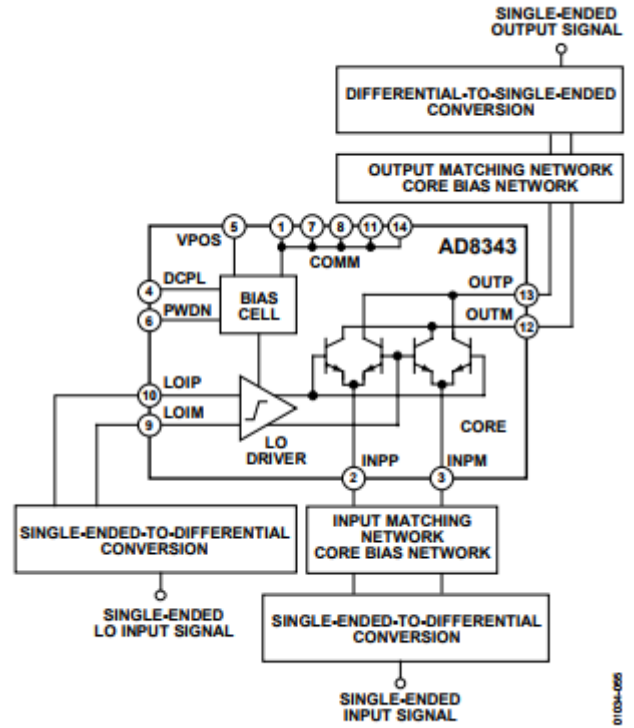 SINGLE-ENDED
OUTPUT SIGNAL
DIFFERENTIAL-TO-SINGLE-ENDED
CONVERSION
OUTPUT MATCHING NETWORK
CORE BIAS NETWORK
5
1
7
8
11
14
VPOS
COMM
AD8343
4
DCPL
6
PWDN
BIAS
CELL
OUTP
13
OUTM
12
10
LOIP
9
LOIM
LO
DRIVER
CORE
INPP
INPM
2
3
SINGLE-ENDED-TO-DIFFERENTIAL
CONVERSION
SINGLE-ENDED
LO INPUT SIGNAL
INPUT MATCHING
NETWORK
CORE BIAS NETWORK
SINGLE-ENDED-TO-DIFFERENTIAL
CONVERSION
SINGLE-ENDED
INPUT SIGNAL
01034-055